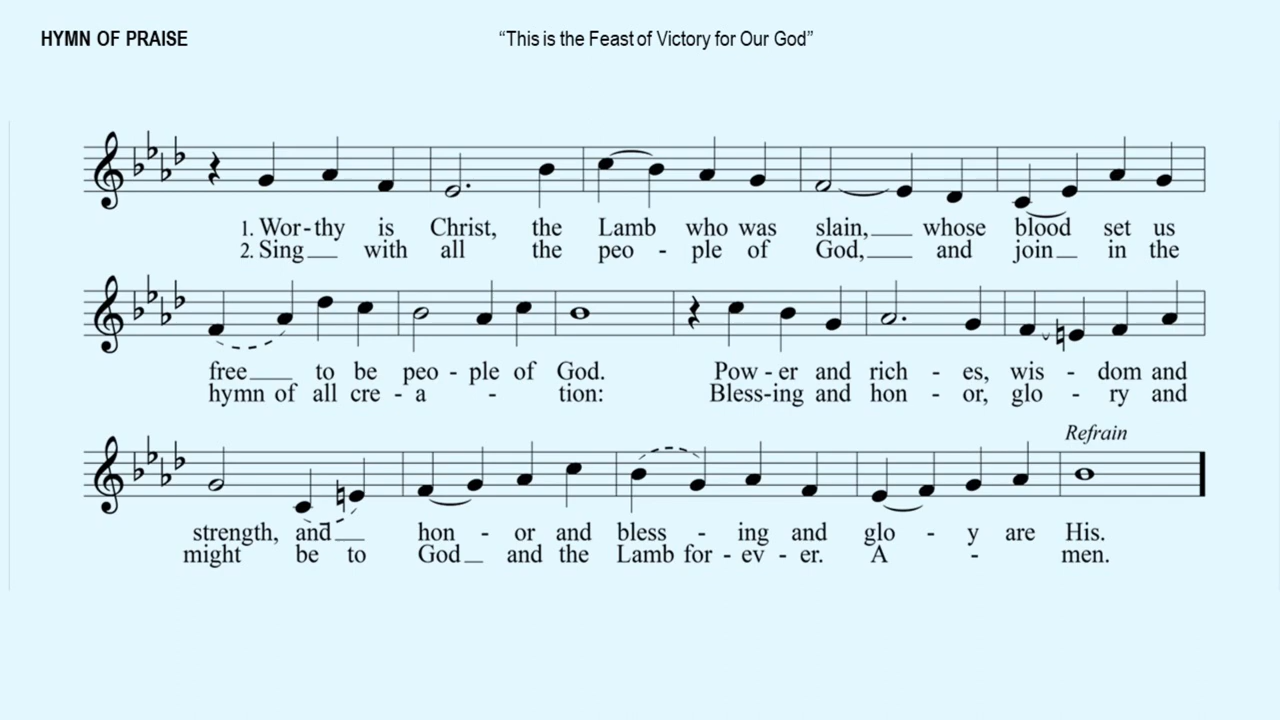 HYMN OF PRAISE
“This is the Feast of Victory for Our God”
1. Wor-thy is Christ, the Lamb who was slain, whose blood set us
2. Sing with all the peo - ple of God, and join in the
free to be peo - ple of God. Pow - er and rich - es, wis - dom and
hymn of all cre - a - tion: Bless-ing and hon - or, glo - ry and
Refrain
strength, and hon - or and bless - ing and glo - y are His.
might be to God and the Lamb for - ev - er. A - men.